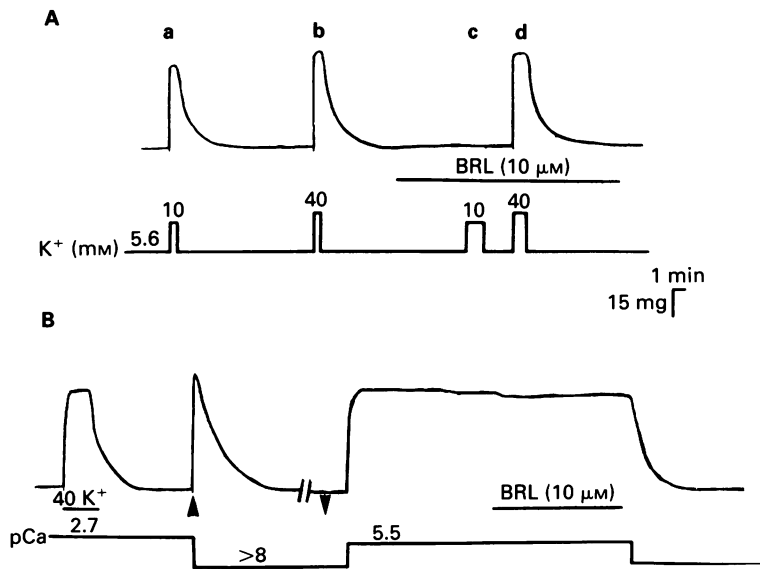 A
a b c d
BRL (10 μM)
10 40 10 40
5.6
K+ (mM)
1 min
15 mg
B
40 K+
BRL (10 μM)
pCa 2.7 >8 5.5